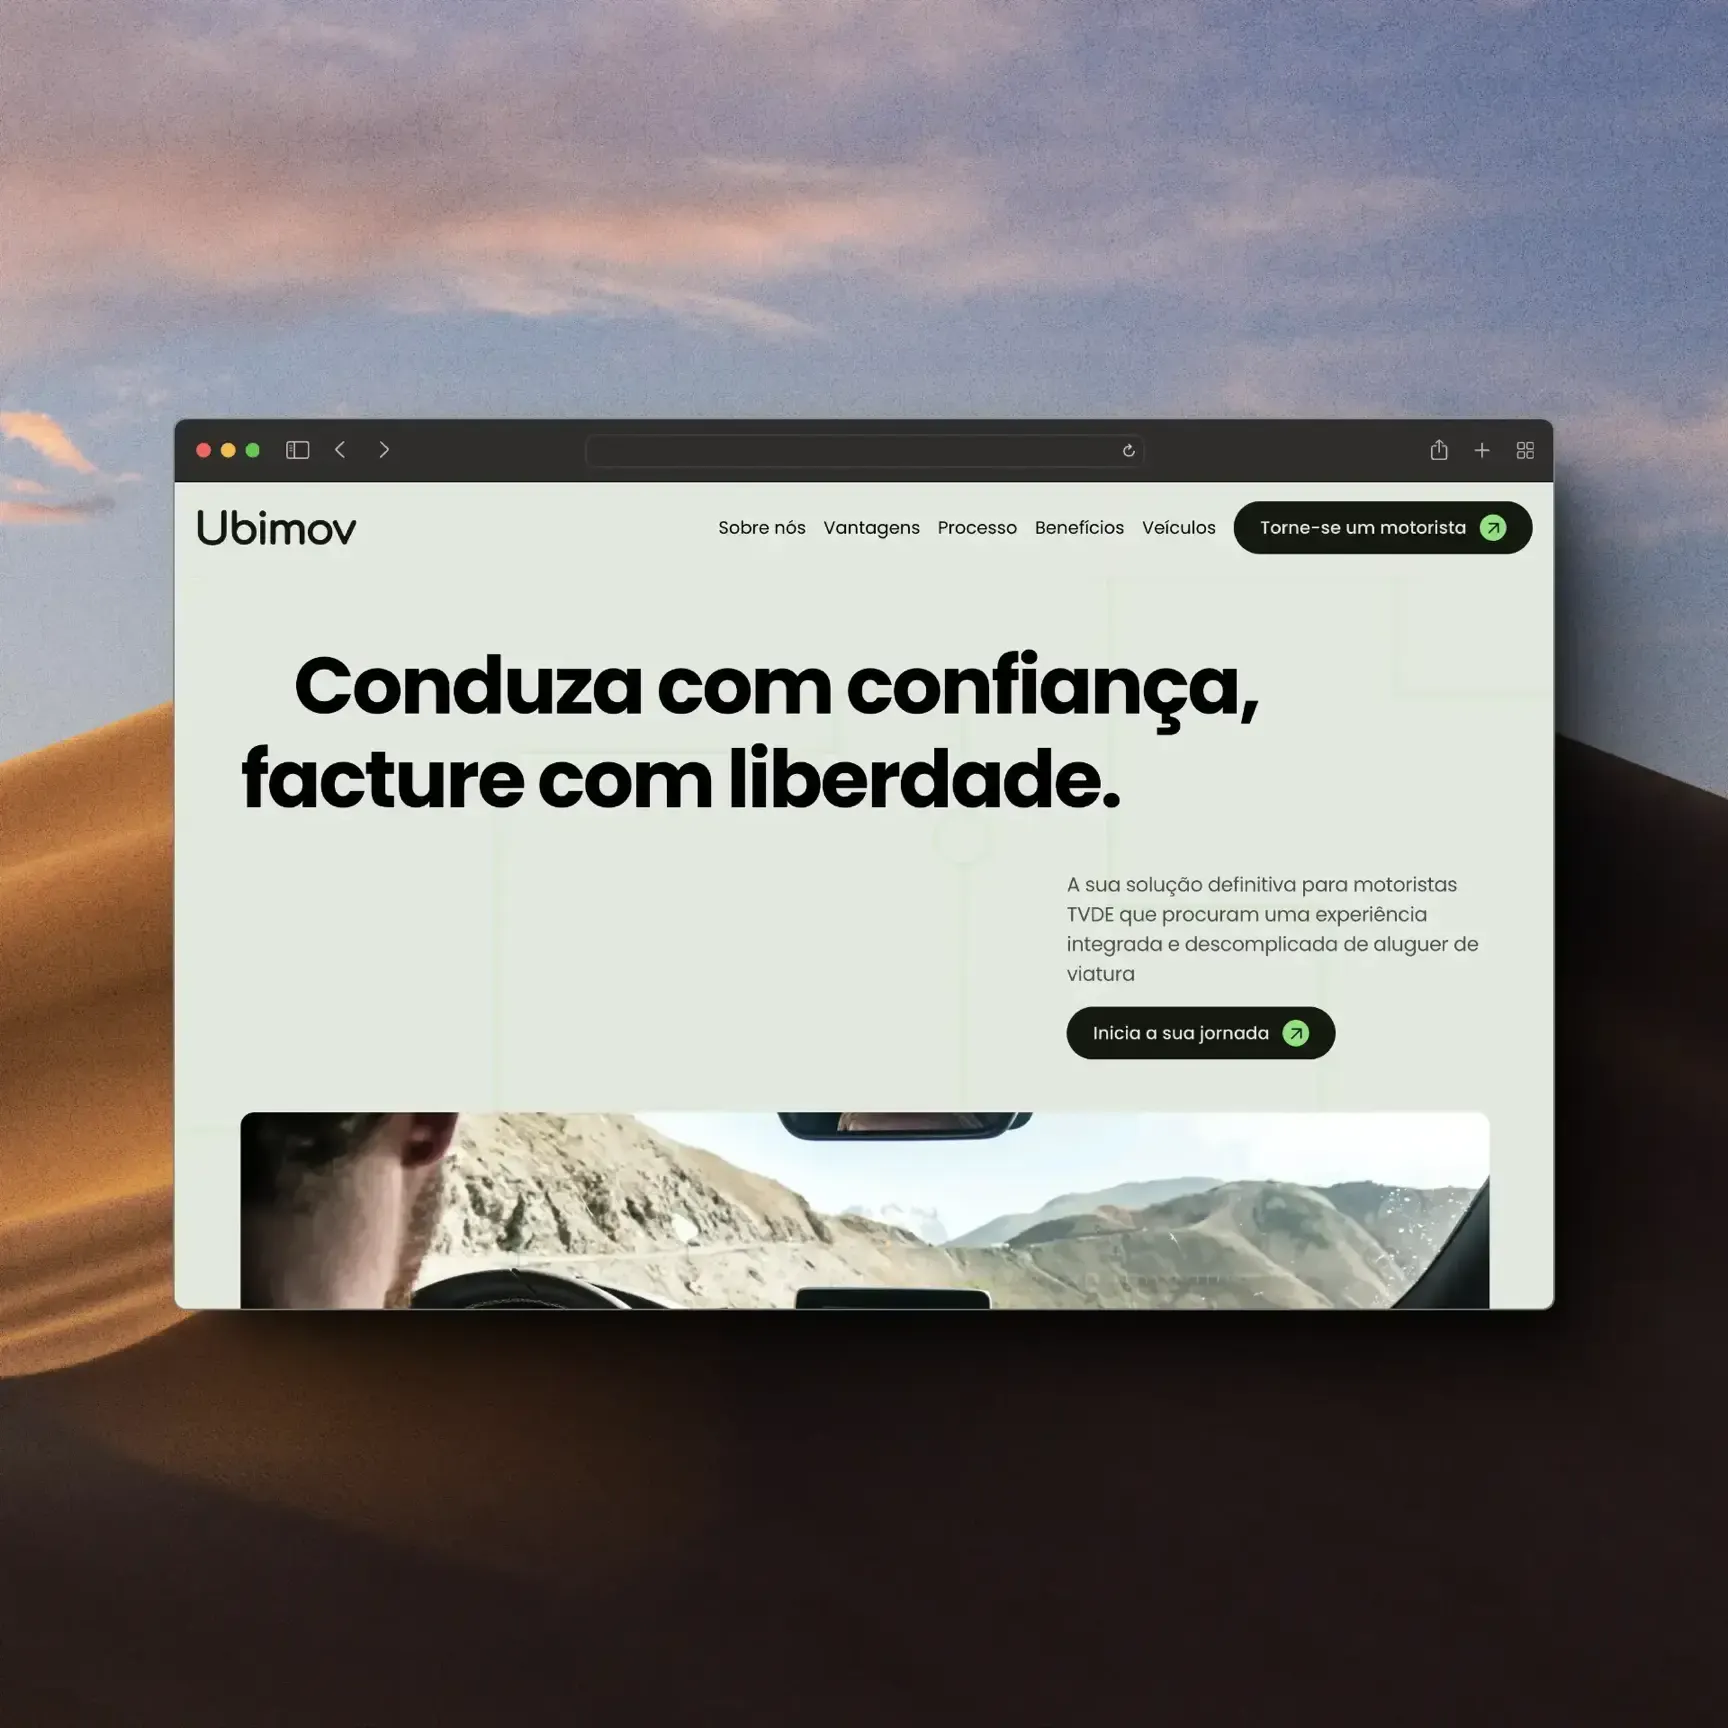 Ubimov
Sobre nós Vantagens Processo Benefícios Veículos Torne-se um motorista
Conduza com confiança,
facture com liberdade.
A sua solução definitiva para motoristas
TVDE que procuram uma experiência
integrada e descomplicada de aluguer de
viatura
Inicia a sua jornada